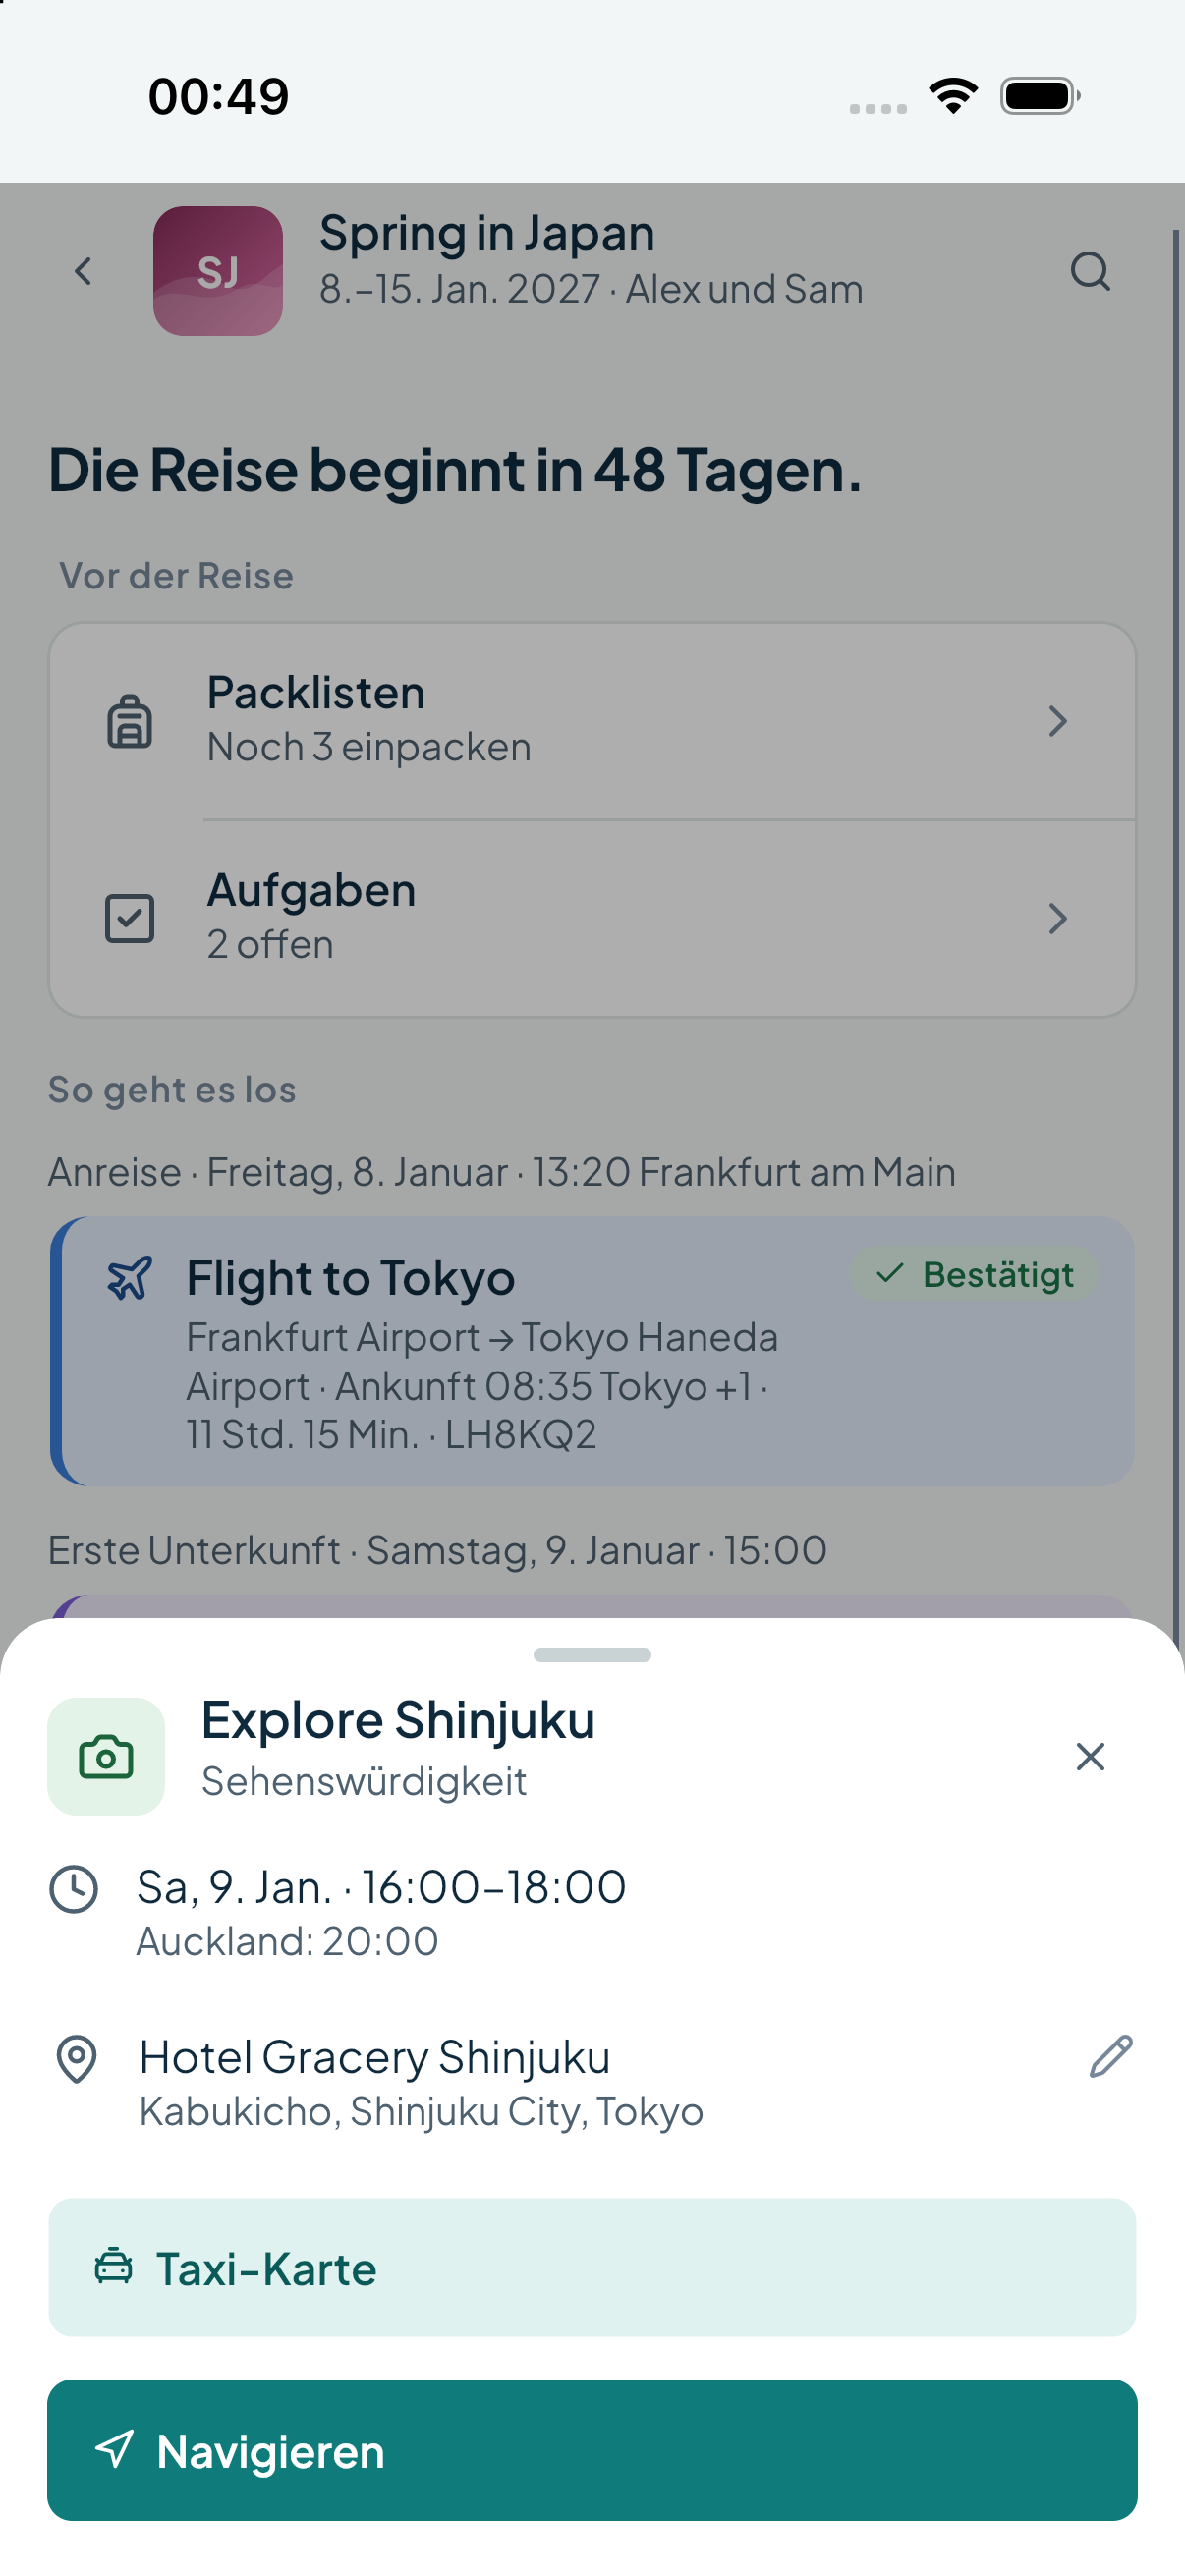 00:49
SJ
Spring in Japan
8.–15. Jan. 2027 · Alex und Sam
Die Reise beginnt in 48 Tagen.
Vor der Reise
Packlisten
Noch 3 einpacken
Aufgaben
2 offen
So geht es los
Anreise · Freitag, 8. Januar · 13:20 Frankfurt am Main
Flight to Tokyo
Bestätigt
Frankfurt Airport → Tokyo Haneda
Airport · Ankunft 08:35 Tokyo +1 ·
11 Std. 15 Min. · LH8KQ2
Erste Unterkunft · Samstag, 9. Januar · 15:00
Explore Shinjuku
Sehenswürdigkeit
Sa, 9. Jan. · 16:00–18:00
Auckland: 20:00
Hotel Gracery Shinjuku
Kabukicho, Shinjuku City, Tokyo
Taxi-Karte
Navigieren